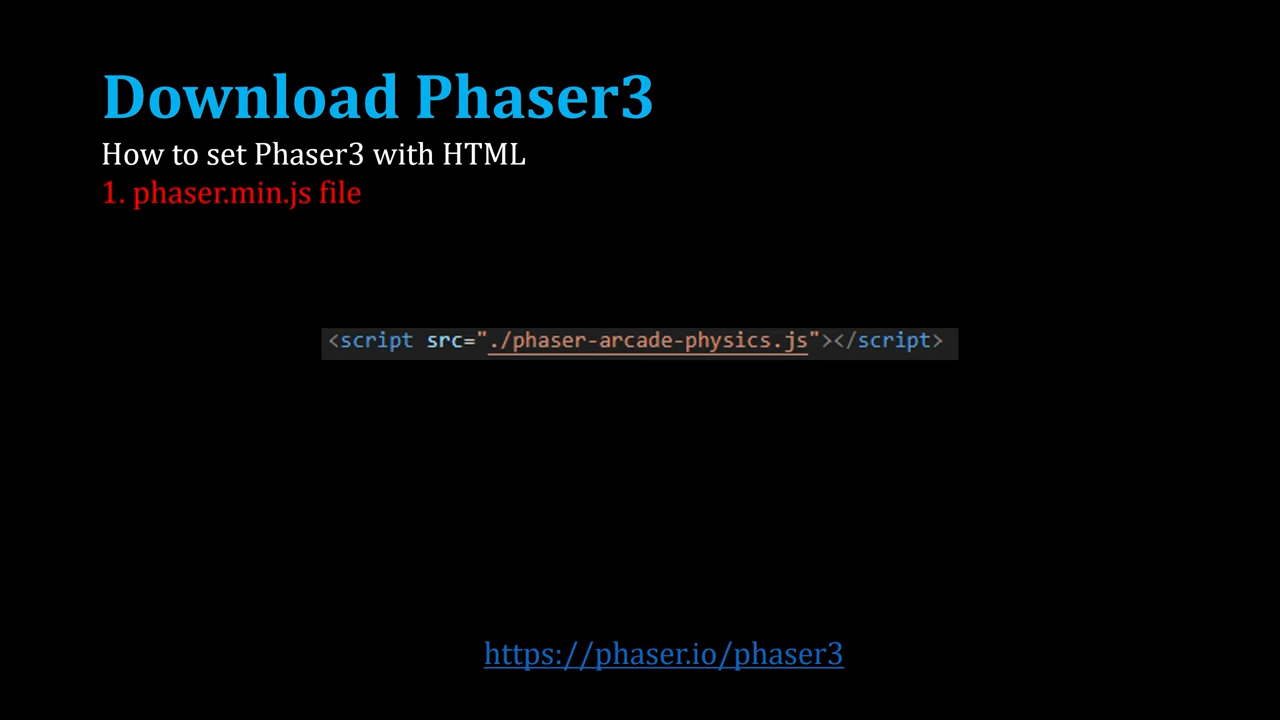 Download Phaser3
How to set Phaser3 with HTML
1. phaser.min.js file
<script src="./phaser-arcade-physics.js"></script>
https://phaser.io/phaser3